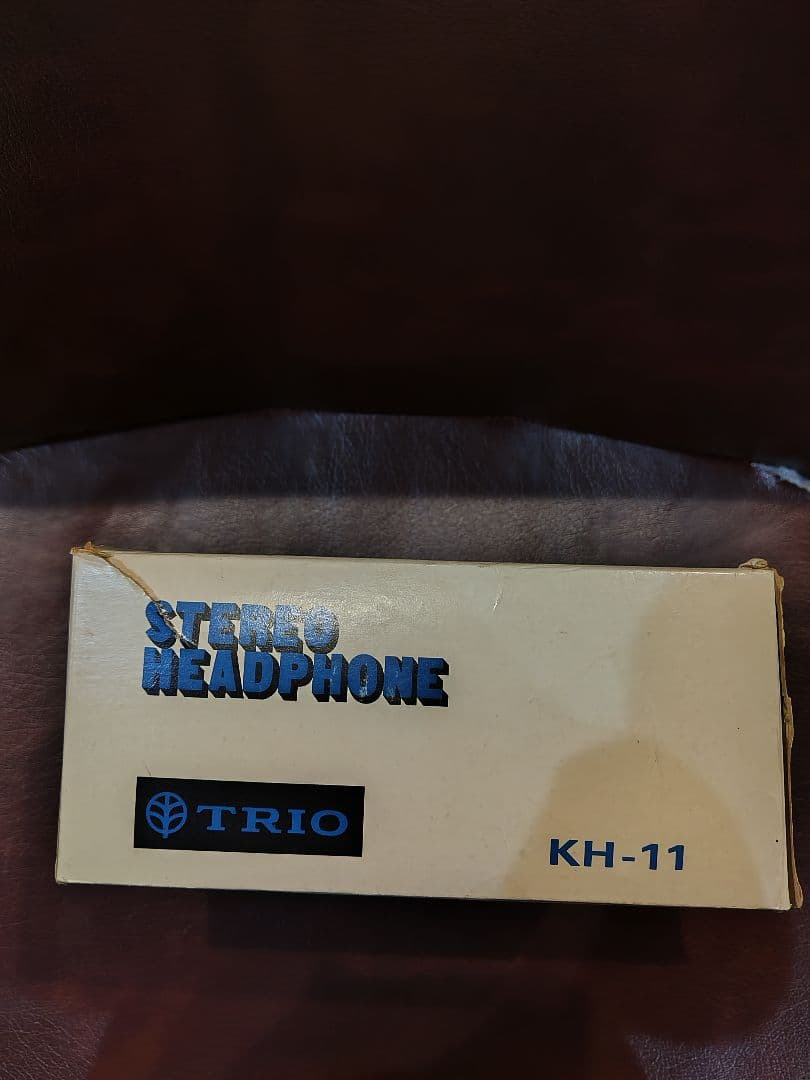 STEREO
HEADPHONE
TRIO
KH-11